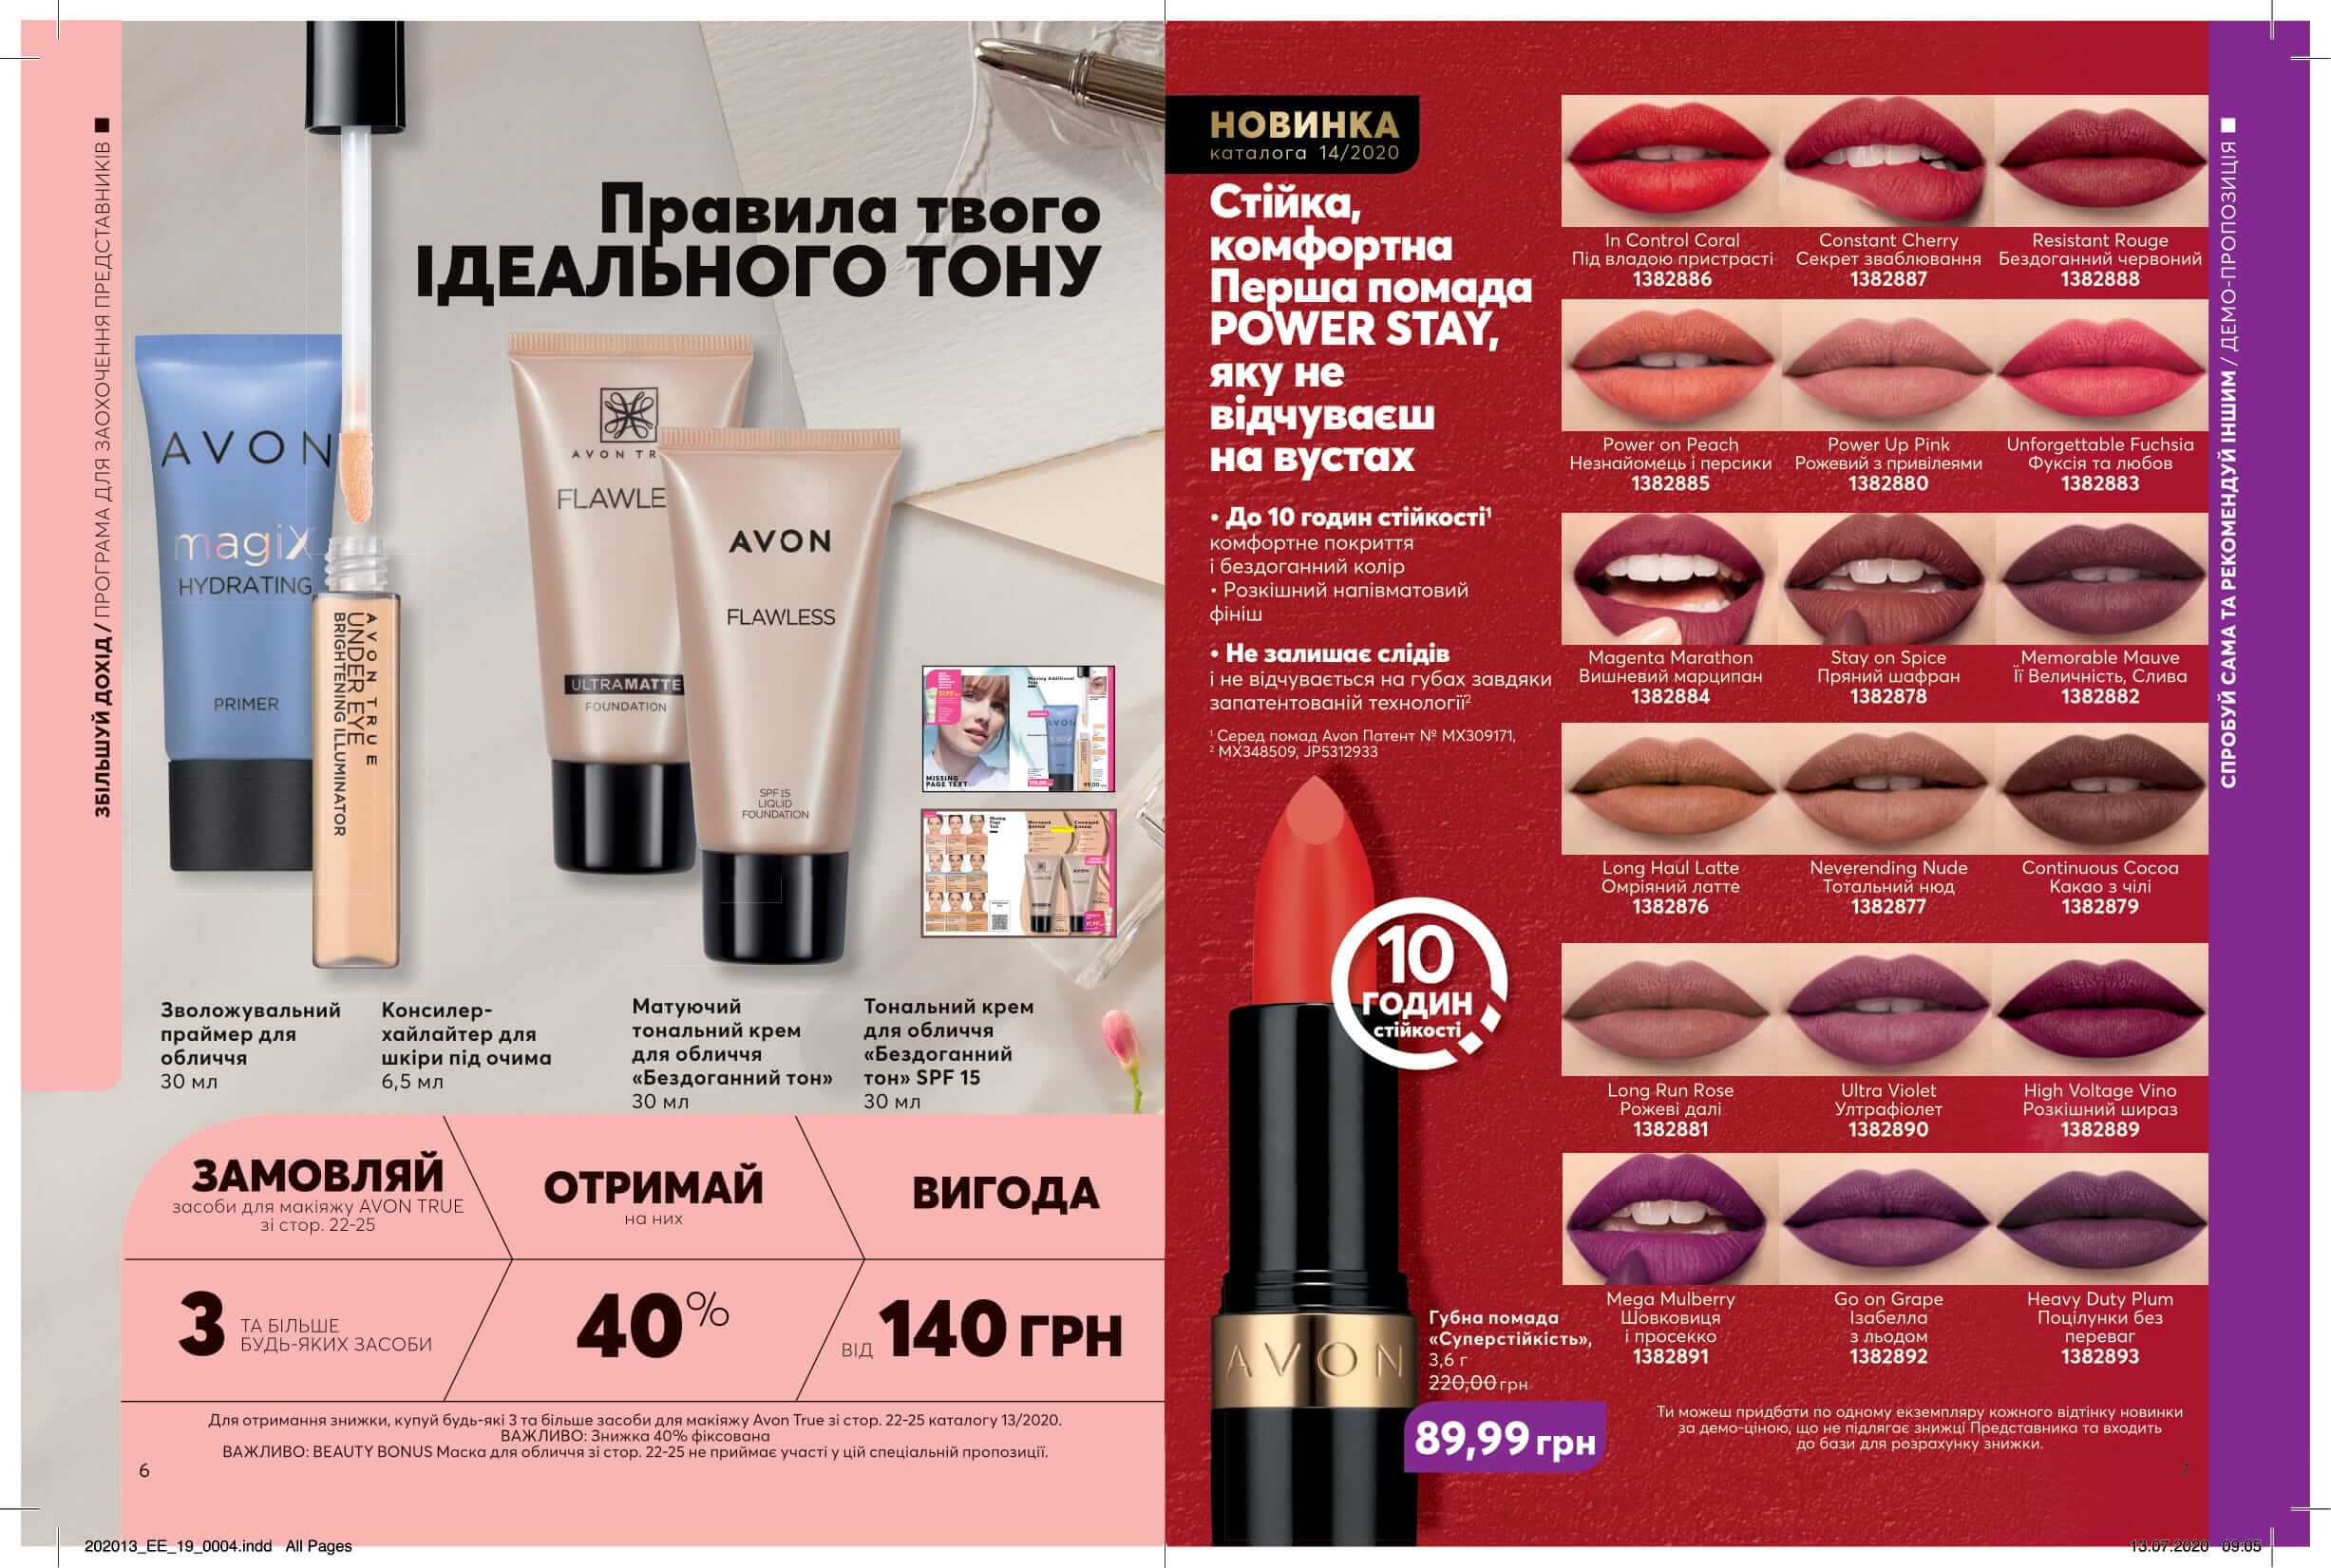 ЗБІЛЬШУЙ ДОХІД / ПРОГРАМА ДЛЯ ЗАОХОЧЕННЯ ПРЕДСТАВНИКІВ
Правила твого
ІДЕАЛЬНОГО ТОНУ
AVON
magix
HYDRATING
PRIMER
AVON TRUE
UNDER EYE
BRIGHTENING ILLUMINATOR
AVON TR
FLAWLE
ULTRAMATTE
FOUNDATION
AVON
FLAWLESS
SPF 15
LIQUID
FOUNDATION
MISSING
PAGE TEXT
Зволожувальний
праймер для
обличчя
30 мл
Консилер-
хайлайтер для
шкіри під очима
6,5 мл
Матуючий
тональний крем
для обличчя
«Бездоганний тон»
30 мл
Тональний крем
для обличчя
«Бездоганний
тон» SPF 15
30 мл
ЗАМОВЛЯЙ
засоби для макіяжу AVON TRUE
зі стор. 22-25
ОТРИМАЙ
на них
ВИГОДА
3 ТА БІЛЬШЕ
БУДЬ-ЯКИХ ЗАСОБИ
40%
ВІД 140 ГРН
Для отримання знижки, купуй будь-які 3 та більше засоби для макіяжу Avon True зі стор. 22-25 каталогу 13/2020.
ВАЖЛИВО: Знижка 40% фіксована
ВАЖЛИВО: BEAUTY BONUS Маска для обличчя зі стор. 22-25 не приймає участі у цій спеціальній пропозиції.
6
НОВИНКА
каталога 14/2020
Стійка,
комфортна
Перша помада
POWER STAY,
яку не
відчуваєш
на вустах
• До 10 годин стійкості¹
комфортне покриття
і бездоганний колір
• Розкішний напівматовий
фініш
• Не залишає слідів
і не відчувається на губах завдяки
запатентованій технології²
¹ Серед помад Avon Патент № MX309171,
² MX348509, JP5312933
10
ГОДИН
стійкості
AVON
Губна помада
«Суперстійкість»,
3,6 г
220,00 грн
89,99 грн
In Control Coral
Під владою пристрасті
1382886
Constant Cherry
Секрет зваблювання
1382887
Resistant Rouge
Бездоганний червоний
1382888
Power on Peach
Незнайомець і персики
1382885
Power Up Pink
Рожевий з привілеями
1382880
Unforgettable Fuchsia
Фуксія та любов
1382883
Magenta Marathon
Вишневий марципан
1382884
Stay on Spice
Пряний шафран
1382878
Memorable Mauve
Її Величність, Слива
1382882
Long Haul Latte
Омріяний латте
1382876
Neverending Nude
Тотальний нюд
1382877
Continuous Cocoa
Какао з чілі
1382879
Long Run Rose
Рожеві далі
1382881
Ultra Violet
Ултрафіолет
1382890
High Voltage Vino
Розкішний шираз
1382889
Mega Mulberry
Шовковиця
і просекко
1382891
Go on Grape
Ізабелла
з льодом
1382892
Heavy Duty Plum
Поцілунки без
переваг
1382893
Ти можеш придбати по одному екземпляру кожного відтінку новинки
за демо-ціною, що не підлягає знижці Представника та входить
до бази для розрахунку знижки.
7
СПРОБУЙ САМА ТА РЕКОМЕНДУЙ ІНШИМ / ДЕМО-ПРОПОЗИЦІЯ
202013_EE_19_0004.indd All Pages
13.07.2020 09:05